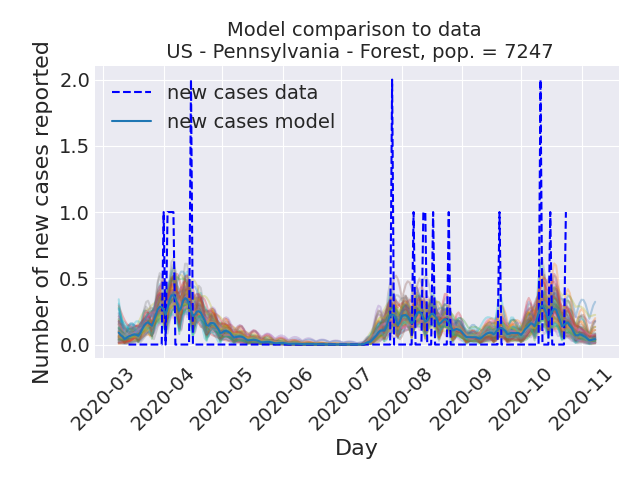 Model comparison to data
US - Pennsylvania - Forest, pop. = 7247
new cases data
new cases model
Number of new cases reported
2.0
1.5
1.0
0.5
0.0
2020-03
2020-04
2020-05
2020-06
2020-07
2020-08
2020-09
2020-10
2020-11
Day